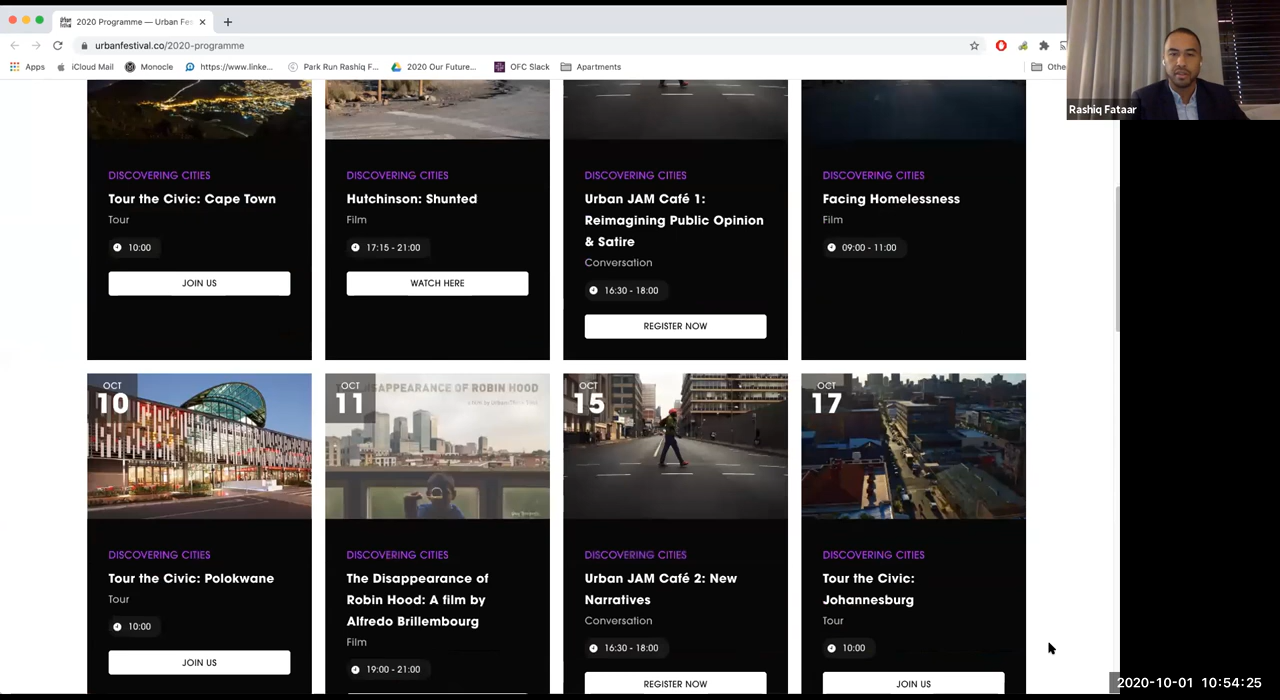 2020 Programme — Urban Fes
urbanfestival.co/2020-programme
Apps
iCloud Mail
Monocle
https://www.linke...
Park Run Rashiq F...
2020 Our Future...
OFC Slack
Apartments
Othe
Rashiq Fataar
DISCOVERING CITIES
Tour the Civic: Cape Town
Tour
10:00
JOIN US
DISCOVERING CITIES
Hutchinson: Shunted
Film
17:15 - 21:00
WATCH HERE
DISCOVERING CITIES
Urban JAM Café 1:
Reimagining Public Opinion
& Satire
Conversation
16:30 - 18:00
REGISTER NOW
DISCOVERING CITIES
Facing Homelessness
Film
09:00 - 11:00
OCT
10
DISCOVERING CITIES
Tour the Civic: Polokwane
Tour
10:00
JOIN US
OCT
11
DISAPPEARANCE OF ROBIN HOOD
DISCOVERING CITIES
The Disappearance of
Robin Hood: A film by
Alfredo Brillembourg
Film
19:00 - 21:00
OCT
15
DISCOVERING CITIES
Urban JAM Café 2: New
Narratives
Conversation
16:30 - 18:00
REGISTER NOW
OCT
17
DISCOVERING CITIES
Tour the Civic:
Johannesburg
Tour
10:00
JOIN US
2020-10-01 10:54:25